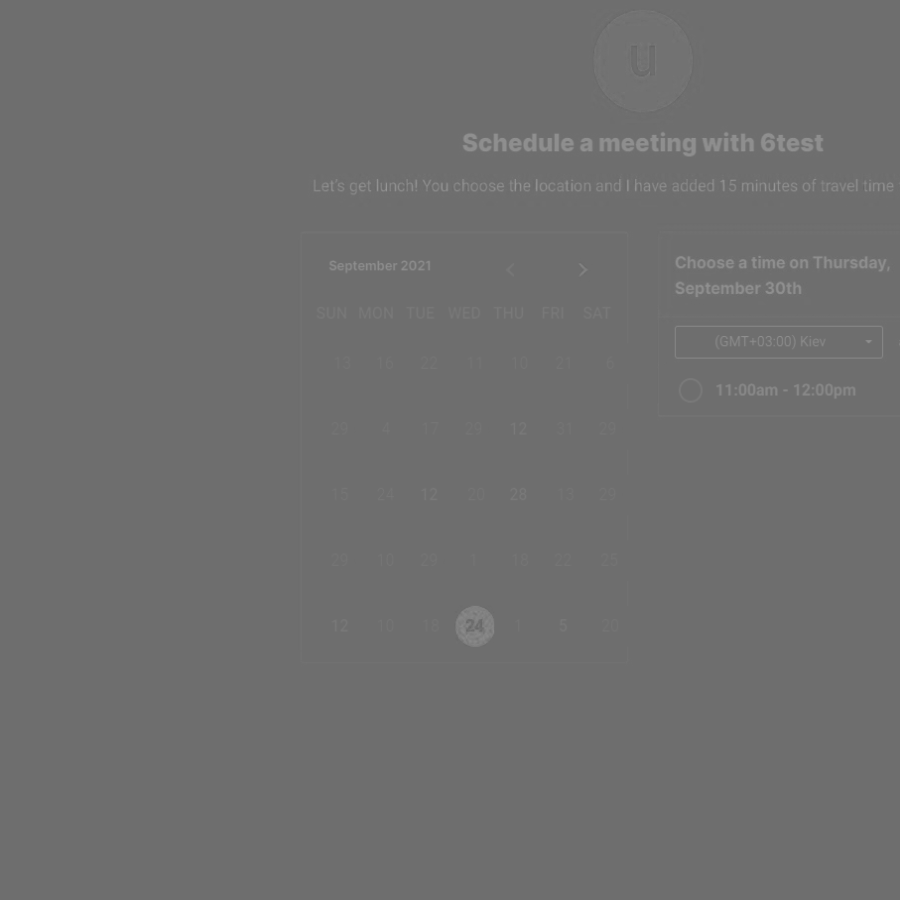 u
Schedule a meeting with 6test
Let's get lunch! You choose the location and I have added 15 minutes of travel time
September 2021
SUN MON TUE WED THU FRI SAT
13 16 22 11 10 21 6
20 4 17 29 12 31 29
15 24 12 20 28 13 29
29 10 29 1 18 22 25
12 10 18 24 1 5 20
Choose a time on Thursday,
September 30th
(GMT+03:00) Kiev
11:00am - 12:00pm